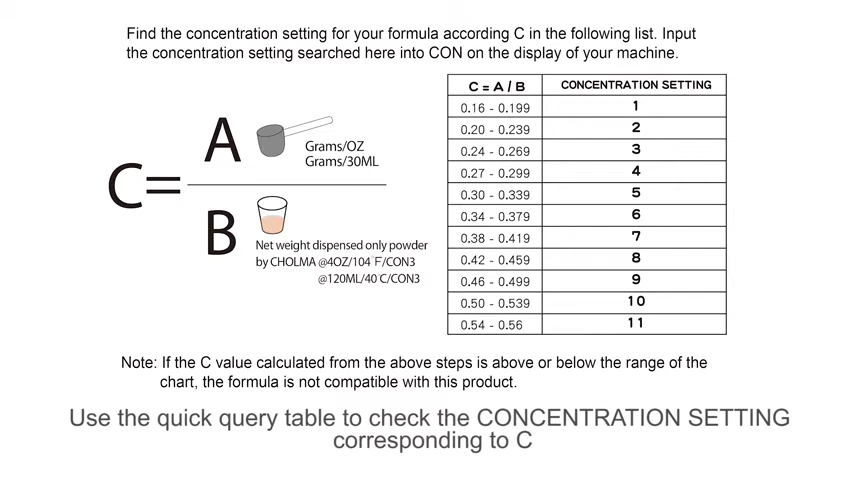 Find the concentration setting for your formula according C in the following list. Input
the concentration setting searched here into CON on the display of your machine.
C=
A
Grams/OZ
Grams/30ML
B
Net weight dispensed only powder
by CHOLMA @4OZ/104°F/CON3
@120ML/40°C/CON3
C = A / B CONCENTRATION SETTING
0.16 - 0.199 1
0.20 - 0.239 2
0.24 - 0.269 3
0.27 - 0.299 4
0.30 - 0.339 5
0.34 - 0.379 6
0.38 - 0.419 7
0.42 - 0.459 8
0.46 - 0.499 9
0.50 - 0.539 10
0.54 - 0.56 11
Note: If the C value calculated from the above steps is above or below the range of the
chart, the formula is not compatible with this product.
Use the quick query table to check the CONCENTRATION SETTING
corresponding to C